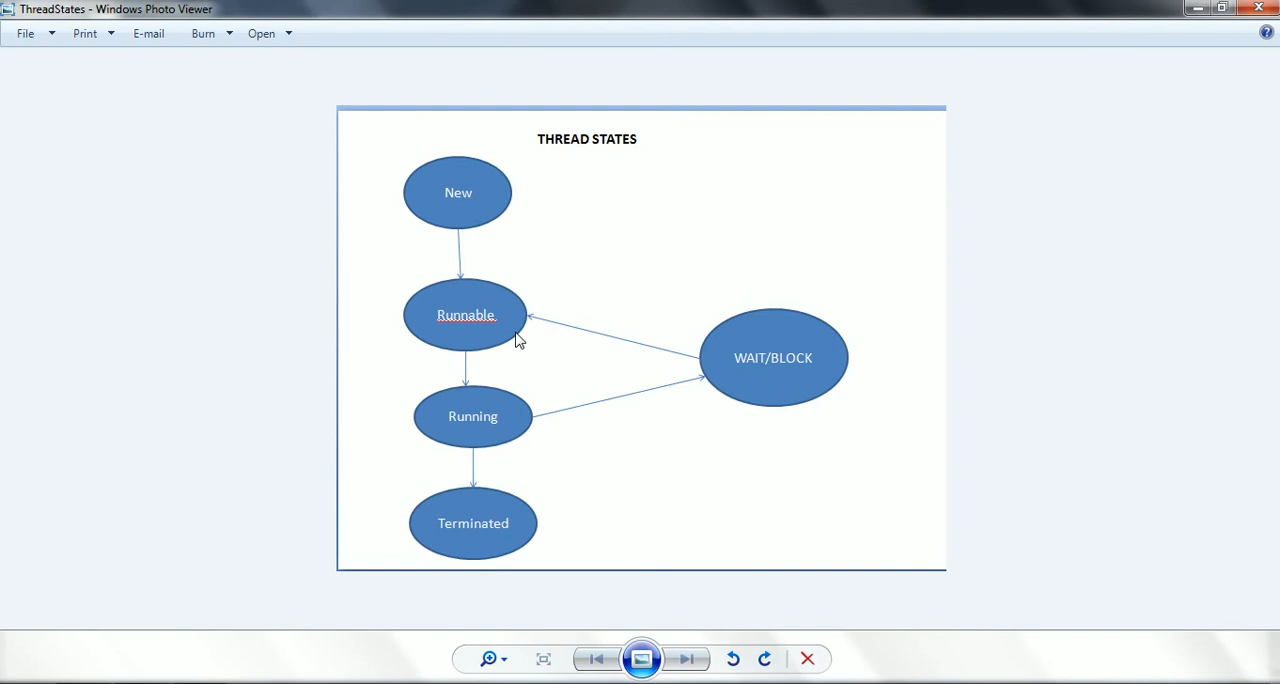 ThreadStates - Windows Photo Viewer
File Print E-mail Burn Open
THREAD STATES
New
Runnable
WAIT/BLOCK
Running
Terminated